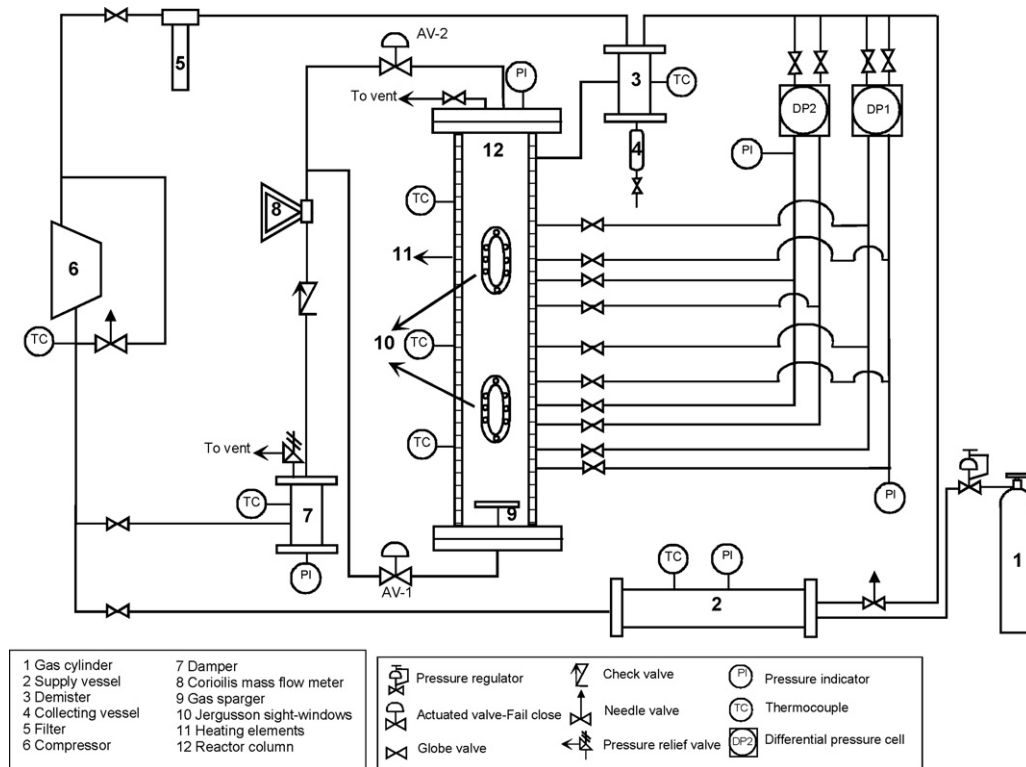 AV-2
PI
To vent
5
3
TC
DP2
DP1
12
4
PI
TC
8
11
6
TC
10
TC
TC
To vent
TC
7
9
PI
1
PI
AV-1
TC
PI
2
1 Gas cylinder
2 Supply vessel
3 Demister
4 Collecting vessel
5 Filter
6 Compressor
7 Damper
8 Corioilis mass flow meter
9 Gas sparger
10 Jergusson sight-windows
11 Heating elements
12 Reactor column
Pressure regulator
Actuated valve-Fail close
Globe valve
Check valve
Needle valve
Pressure relief valve
PI Pressure indicator
TC Thermocouple
DP2 Differential pressure cell